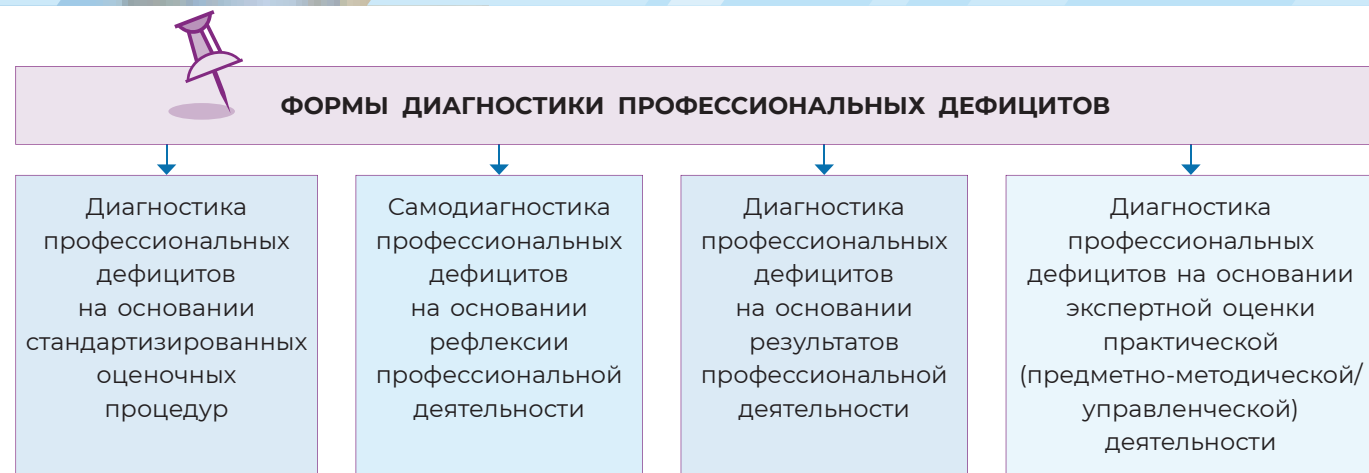 ФОРМЫ ДИАГНОСТИКИ ПРОФЕССИОНАЛЬНЫХ ДЕФИЦИТОВ
Диагностика
профессиональных
дефицитов
на основании
стандартизированных
оценочных
процедур
Самодиагностика
профессиональных
дефицитов
на основании
рефлексии
профессиональной
деятельности
Диагностика
профессиональных
дефицитов
на основании
результатов
профессиональной
деятельности
Диагностика
профессиональных
дефицитов на основании
экспертной оценки
практической
(предметно-методической/
управленческой)
деятельности